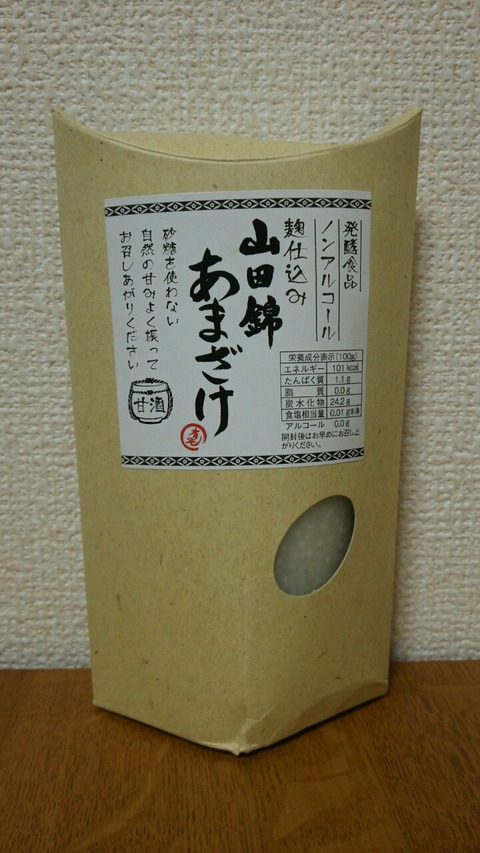 発酵食品
ノンアルコール
麹仕込み
山田錦
あまざけ
砂糖を使わない
自然の甘みよく振って
お召しあがりください
甘酒
栄養成分表示(100g)
エネルギー 101 kcal
たんぱく質 1.1 g
脂質 0.0 g
炭水化物 24.2 g
食塩相当量 0.01 g未満
アルコール 0.0 g
開封後はお早めにお召し上
がりください。